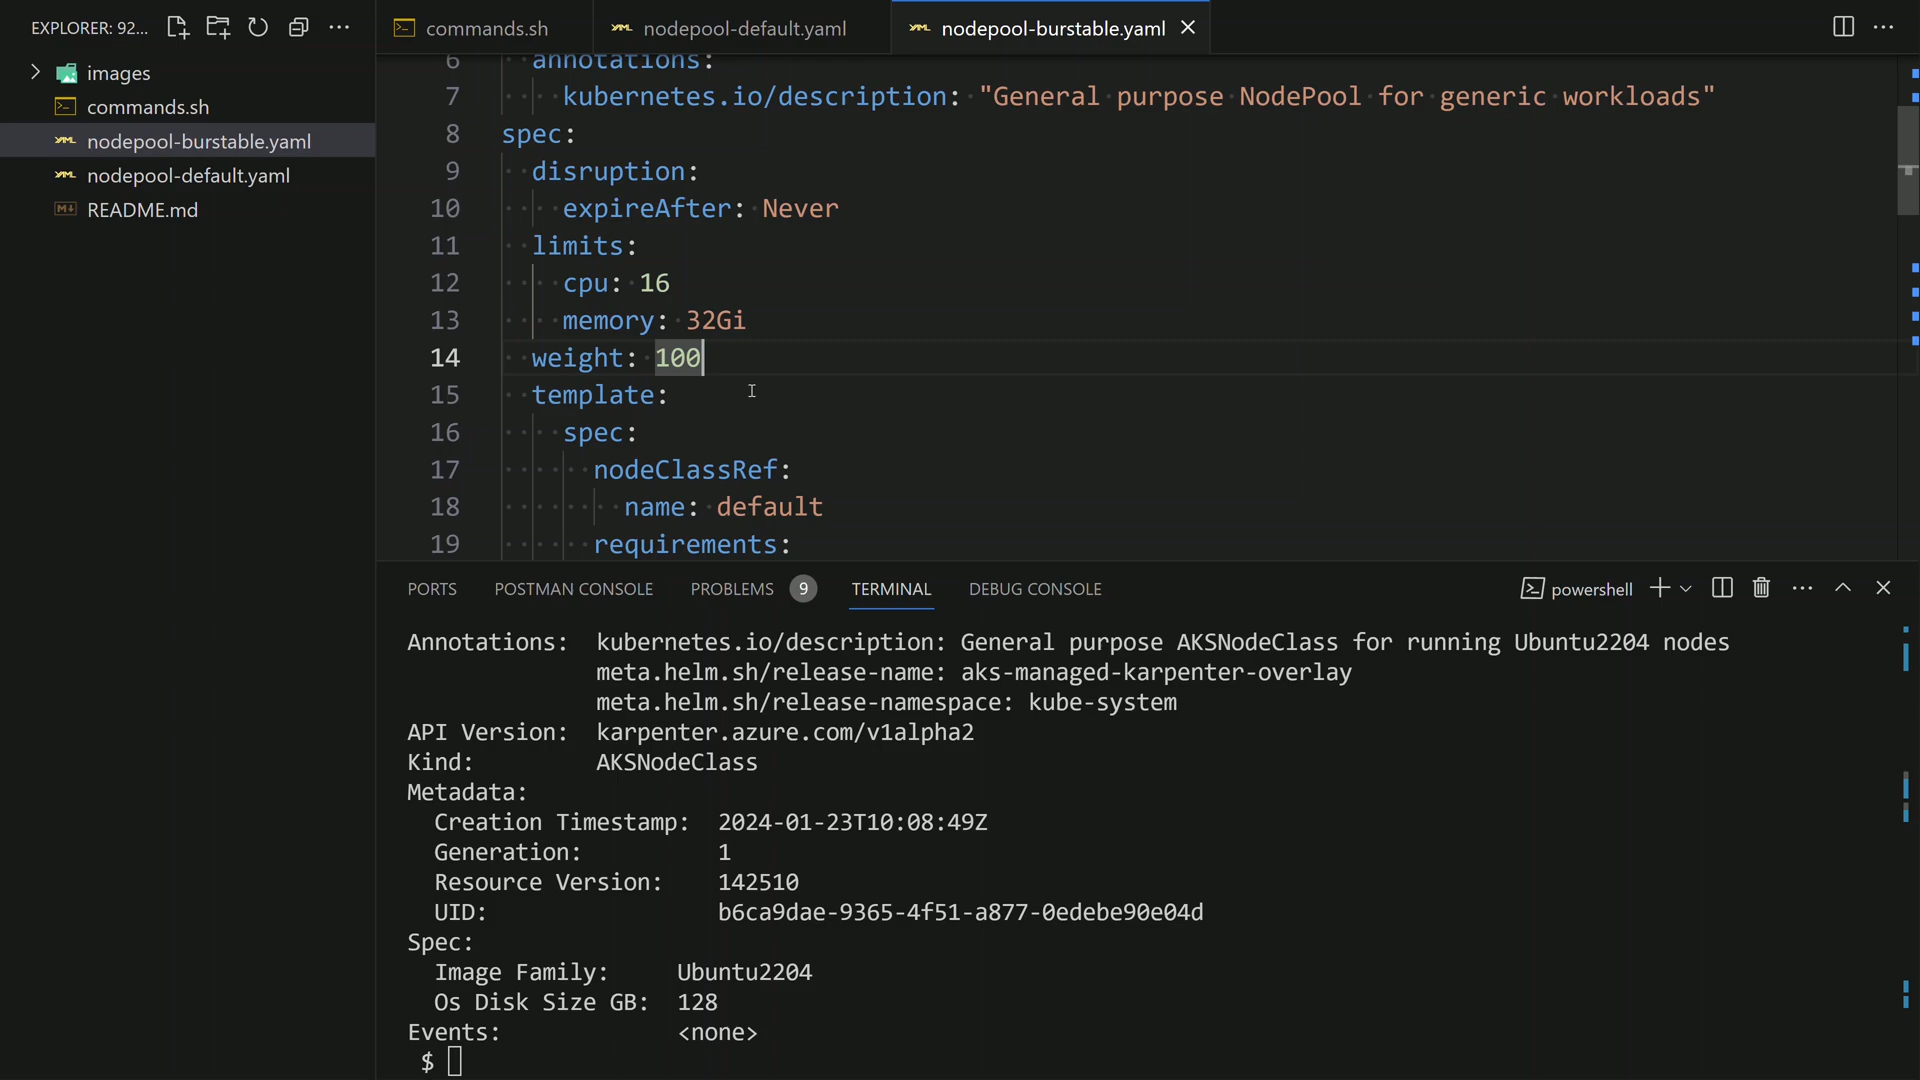 EXPLORER: 92...
images
commands.sh
nodepool-burstable.yaml
nodepool-default.yaml
README.md
commands.sh nodepool-default.yaml nodepool-burstable.yaml
6 annotations:
7 kubernetes.io/description: "General purpose NodePool for generic workloads"
8 spec:
9 disruption:
10 expireAfter: Never
11 limits:
12 cpu: 16
13 memory: 32Gi
14 weight: 100
15 template:
16 spec:
17 nodeClassRef:
18 name: default
19 requirements:
PORTS POSTMAN CONSOLE PROBLEMS 9 TERMINAL DEBUG CONSOLE powershell
Annotations: kubernetes.io/description: General purpose AKSNodeClass for running Ubuntu2204 nodes
meta.helm.sh/release-name: aks-managed-karpenter-overlay
meta.helm.sh/release-namespace: kube-system
API Version: karpenter.azure.com/v1alpha2
Kind: AKSNodeClass
Metadata:
Creation Timestamp: 2024-01-23T10:08:49Z
Generation: 1
Resource Version: 142510
UID: b6ca9dae-9365-4f51-a877-0edebe90e04d
Spec:
Image Family: Ubuntu2204
Os Disk Size GB: 128
Events: <none>
$